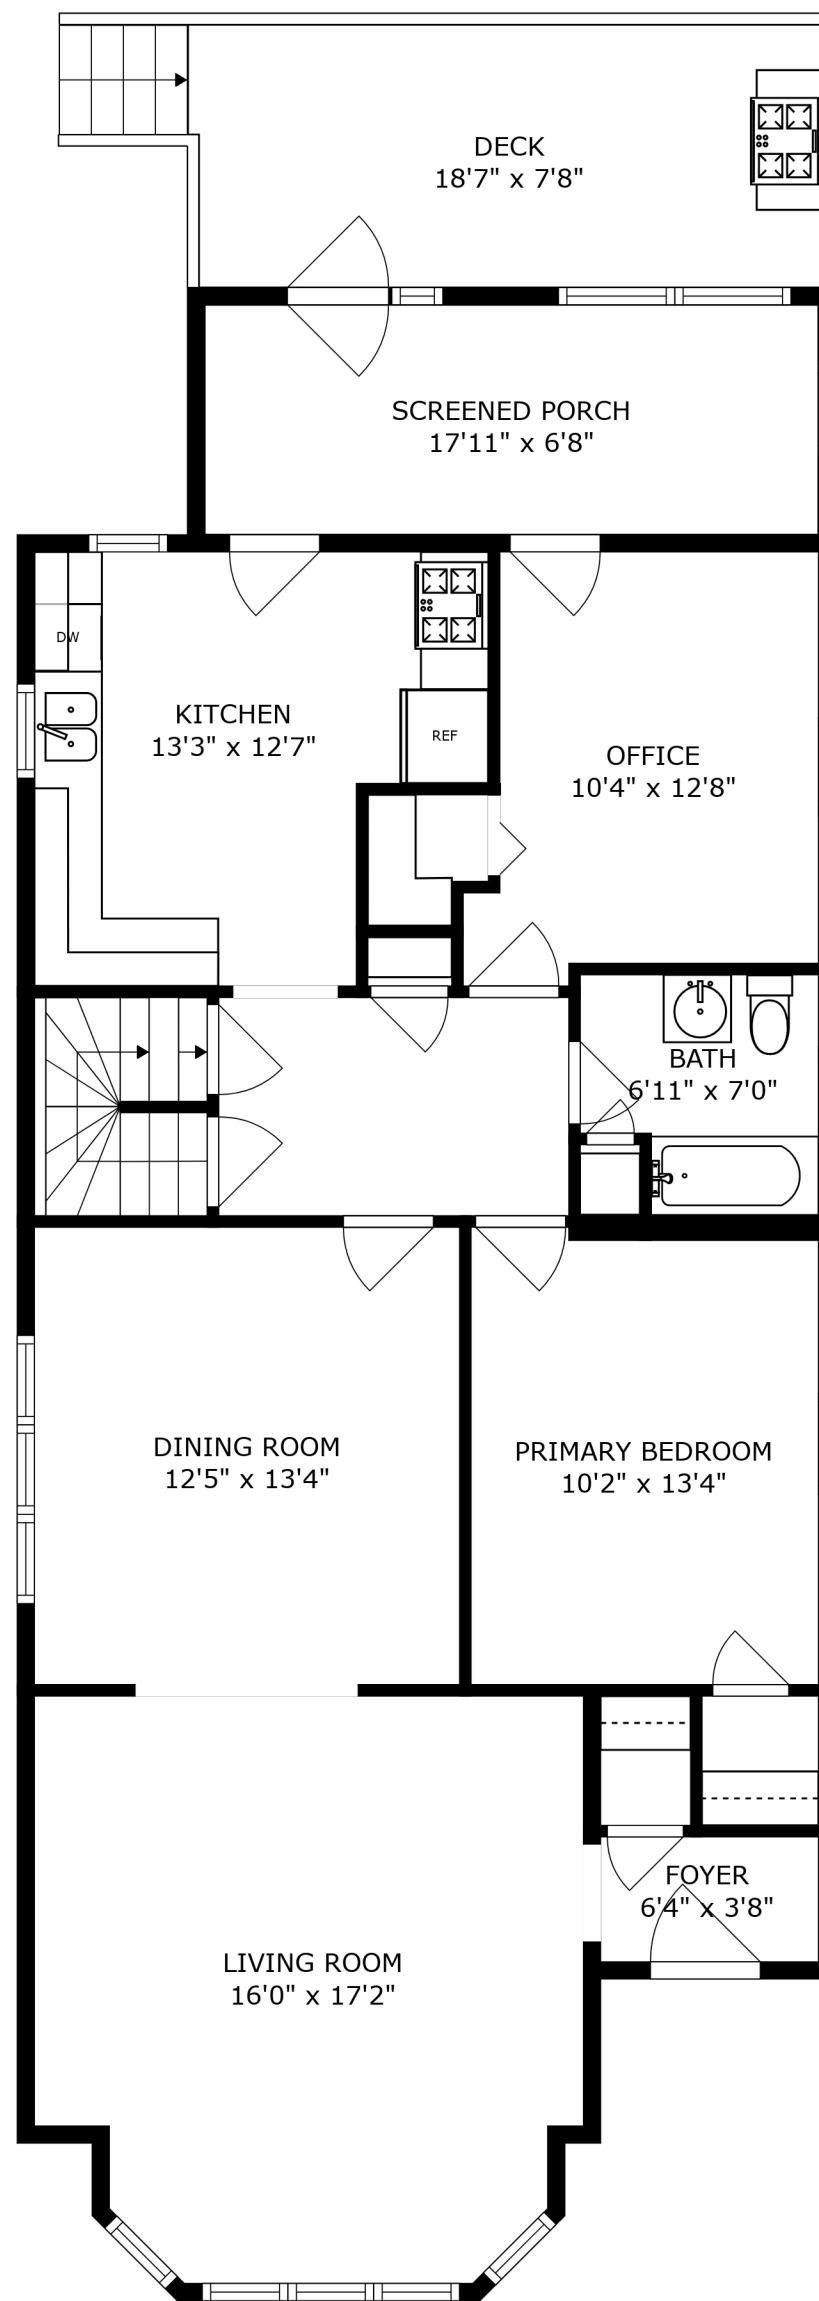 DECK
18'7" x 7'8"
SCREENED PORCH
17'11" x 6'8"
DW
KITCHEN
13'3" x 12'7"
REF
OFFICE
10'4" x 12'8"
BATH
6'11" x 7'0"
DINING ROOM
12'5" x 13'4"
PRIMARY BEDROOM
10'2" x 13'4"
FOYER
6'4" x 3'8"
LIVING ROOM
16'0" x 17'2"